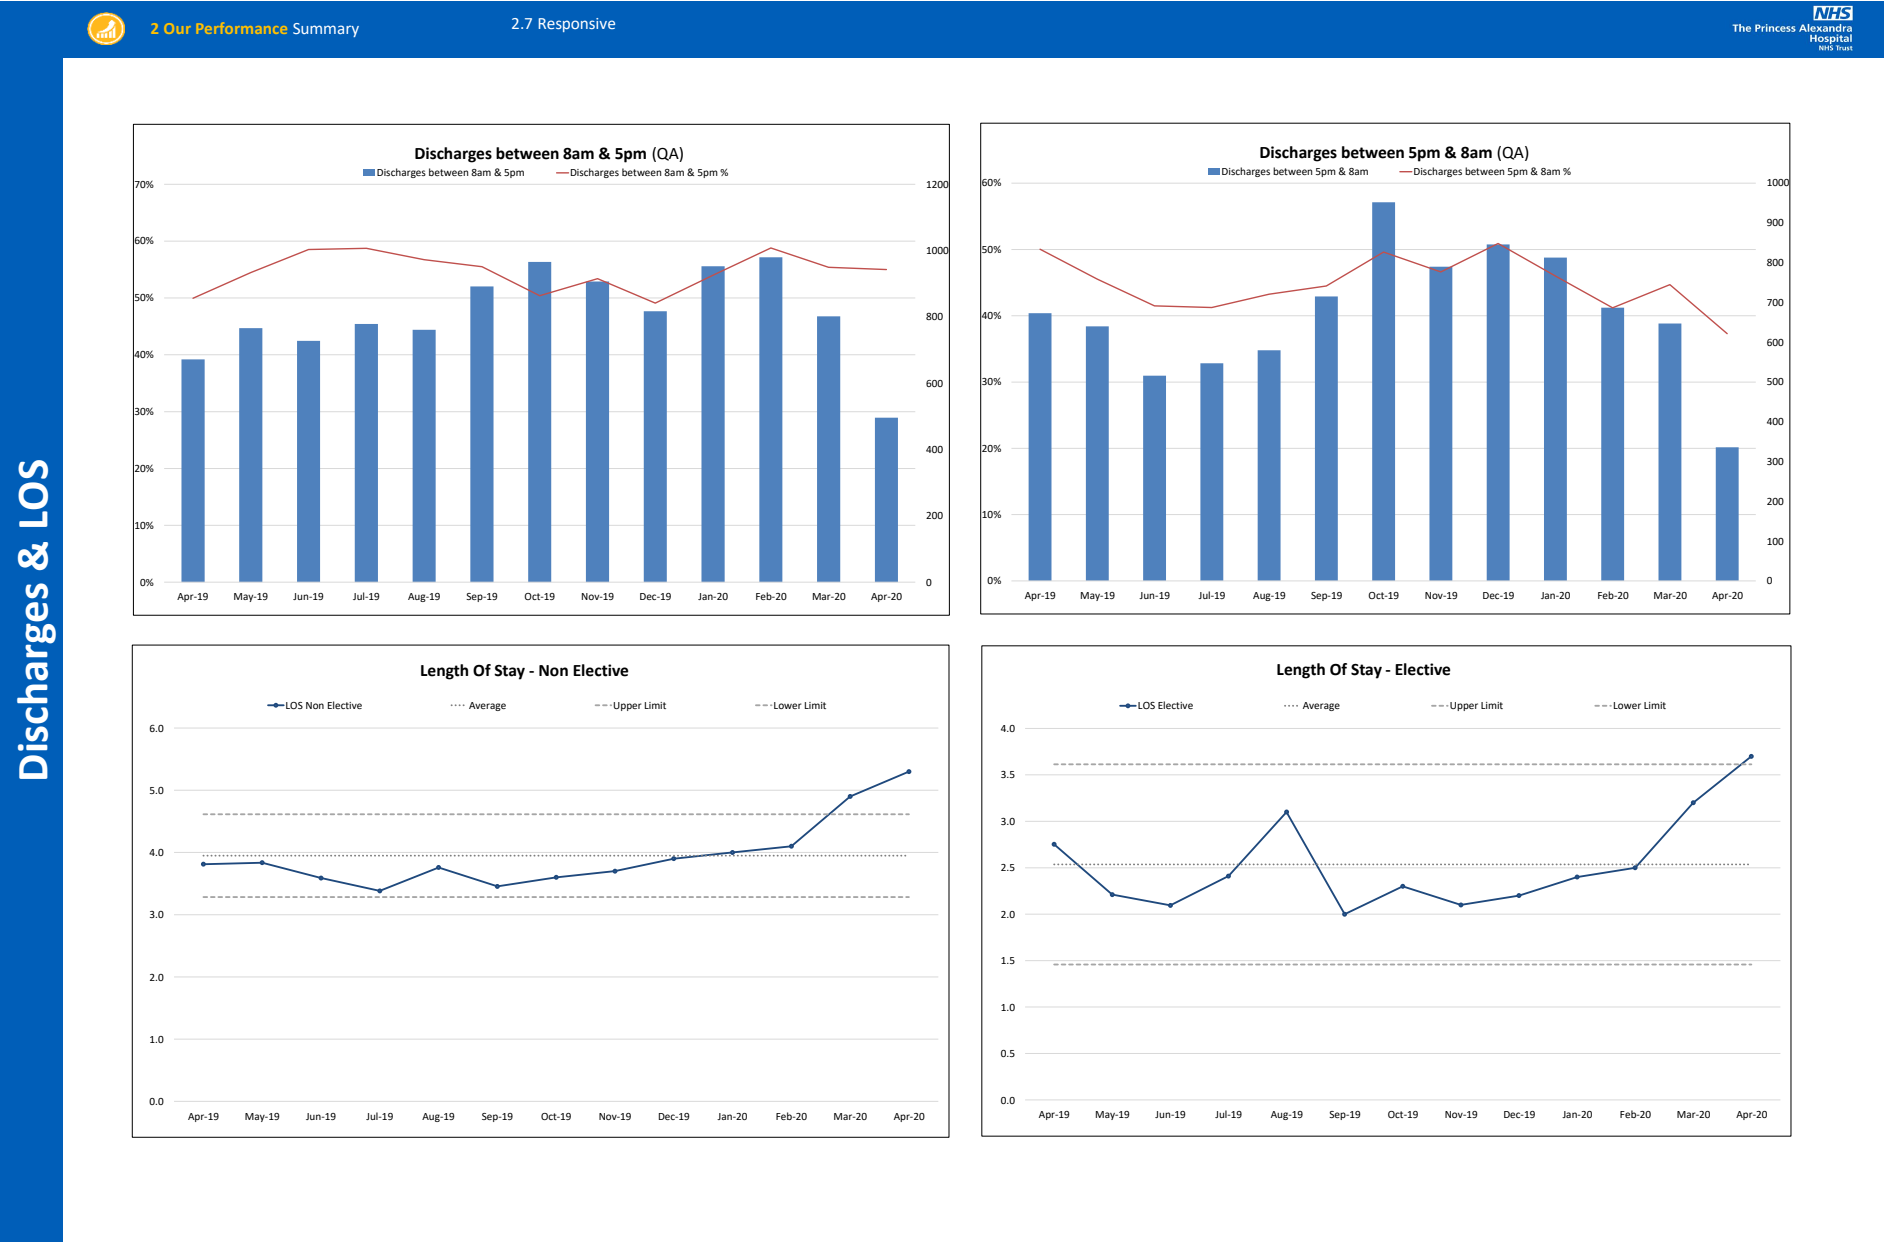 2 Our Performance Summary
2.7 Responsive
NHS
The Princess Alexandra
Hospital
NHS Trust
Discharges & LOS
Discharges between 8am & 5pm (QA)
Discharges between 8am & 5pm Discharges between 8am & 5pm %
70% 1200
60% 1000
50%
800
40%
600
30%
400
20%
10% 200
0% 0
Apr-19 May-19 Jun-19 Jul-19 Aug-19 Sep-19 Oct-19 Nov-19 Dec-19 Jan-20 Feb-20 Mar-20 Apr-20
Discharges between 5pm & 8am (QA)
Discharges between 5pm & 8am Discharges between 5pm & 8am %
60% 1000
900
50%
800
700
40%
600
30% 500
400
20%
300
200
10%
100
0% 0
Apr-19 May-19 Jun-19 Jul-19 Aug-19 Sep-19 Oct-19 Nov-19 Dec-19 Jan-20 Feb-20 Mar-20 Apr-20
Length Of Stay - Non Elective
LOS Non Elective Average Upper Limit Lower Limit
6.0
5.0
4.0
3.0
2.0
1.0
0.0
Apr-19 May-19 Jun-19 Jul-19 Aug-19 Sep-19 Oct-19 Nov-19 Dec-19 Jan-20 Feb-20 Mar-20 Apr-20
Length Of Stay - Elective
LOS Elective Average Upper Limit Lower Limit
4.0
3.5
3.0
2.5
2.0
1.5
1.0
0.5
0.0
Apr-19 May-19 Jun-19 Jul-19 Aug-19 Sep-19 Oct-19 Nov-19 Dec-19 Jan-20 Feb-20 Mar-20 Apr-20